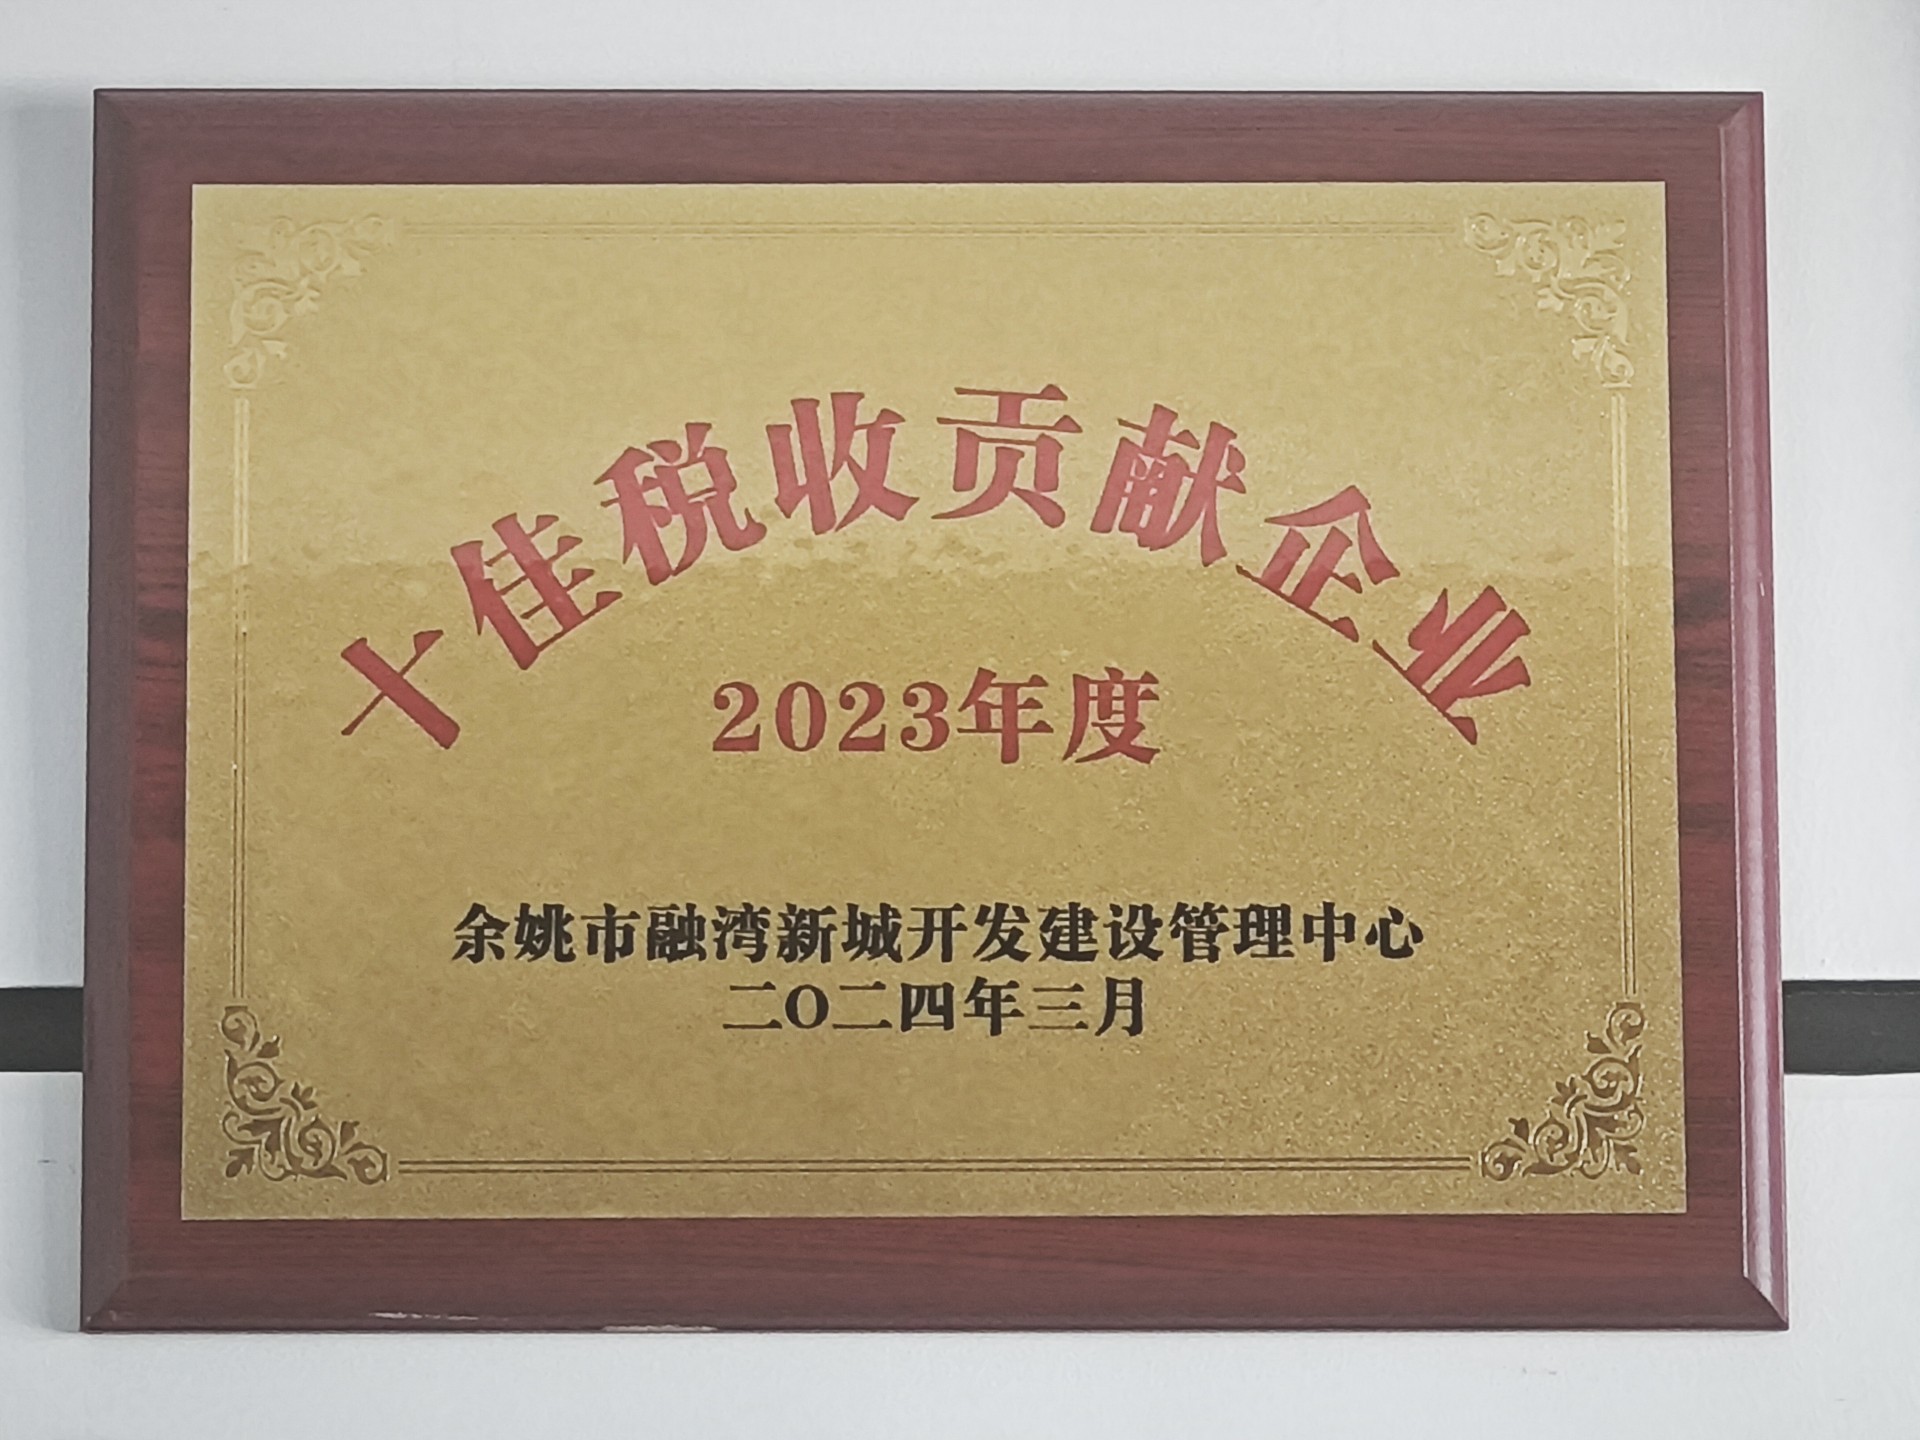 十佳税收贡献企业
2023年度
余姚市融湾新城开发建设管理中心
二O二四年三月